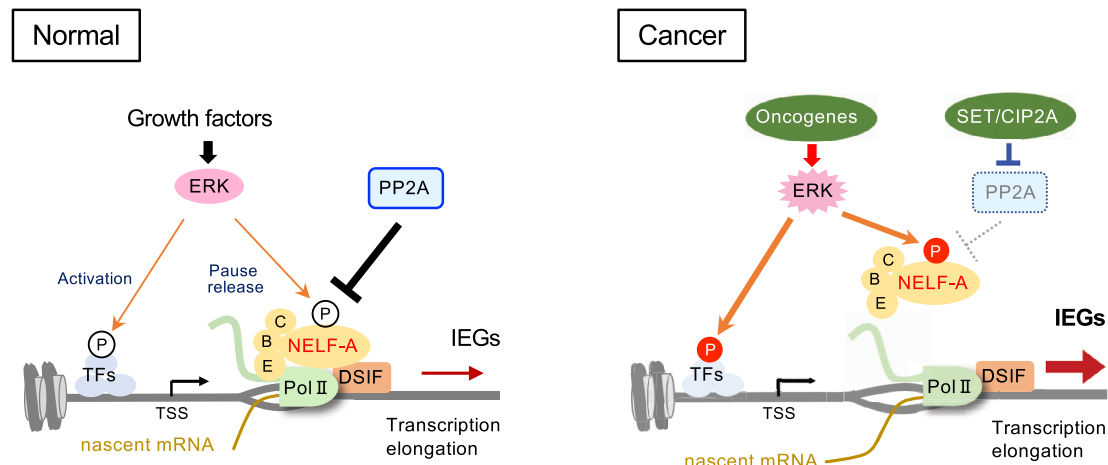 Normal
Growth factors
ERK
PP2A
Activation
Pause
release
P
P
C
B
E
NELF-A
TFs
Pol II
DSIF
IEGs
TSS
nascent mRNA
Transcription
elongation
Cancer
Oncogenes
SET/CIP2A
ERK
PP2A
P
C
B
E
NELF-A
P
TFs
Pol II
DSIF
IEGs
TSS
nascent mRNA
Transcription
elongation